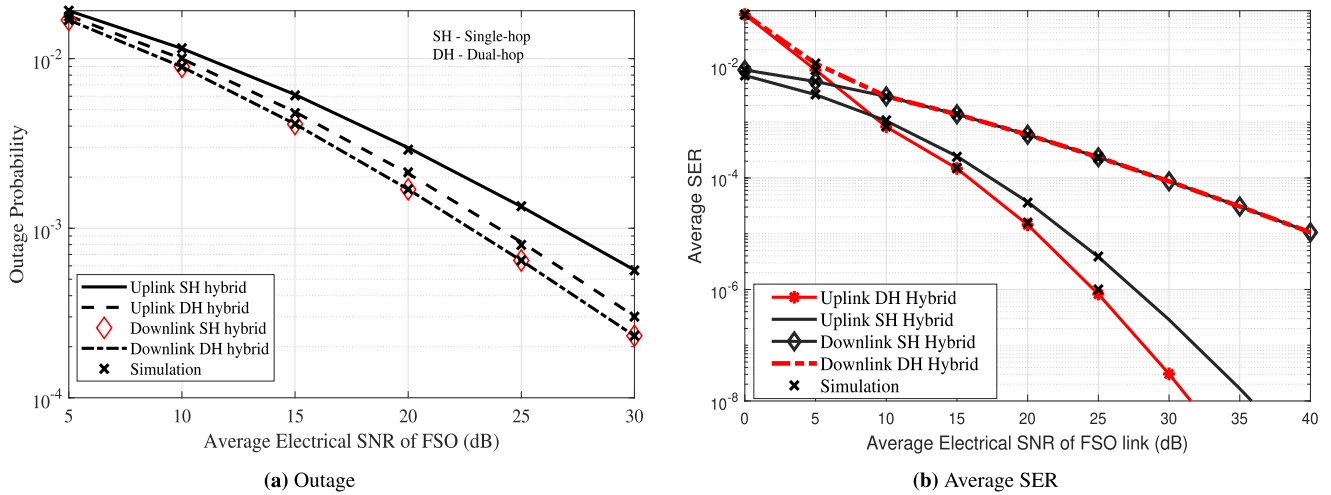 Outage Probability
10-2
10-3
10-4
SH - Single-hop
DH - Dual-hop
Uplink SH hybrid
Uplink DH hybrid
Downlink SH hybrid
Downlink DH hybrid
Simulation
5 10 15 20 25 30
Average Electrical SNR of FSO (dB)
(a) Outage
Average SER
10-2
10-4
10-6
10-8
Uplink DH Hybrid
Uplink SH Hybrid
Downlink SH Hybrid
Downlink DH Hybrid
Simulation
0 5 10 15 20 25 30 35 40
Average Electrical SNR of FSO link (dB)
(b) Average SER